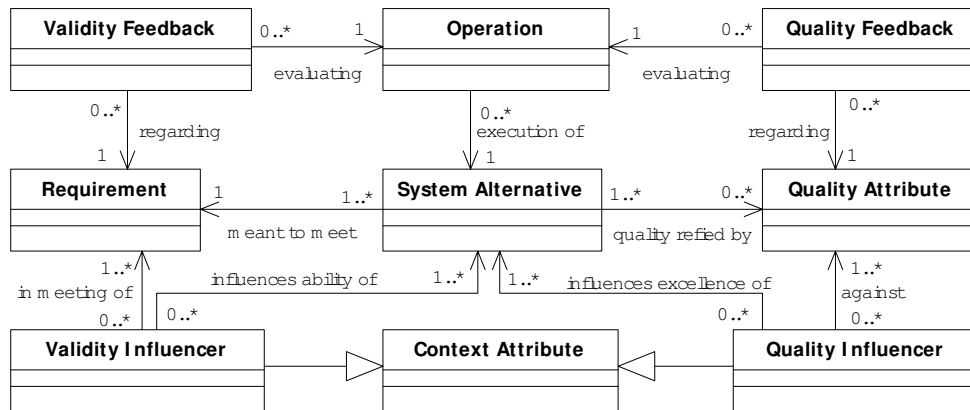 Validity Feedback
Operation
Quality Feedback
0..*
1
1
0..*
evaluating
evaluating
0..*
0..*
0..*
regarding
execution of
regarding
1
1
1
Requirement
System Alternative
Quality Attribute
1
1..*
1..*
0..*
meant to meet
quality refied by
1..*
influences ability of
1..*
1..*
influences excellence of
1..*
in meeting of
against
0..*
0..*
0..*
0..*
Validity Influencer
Context Attribute
Quality Influencer